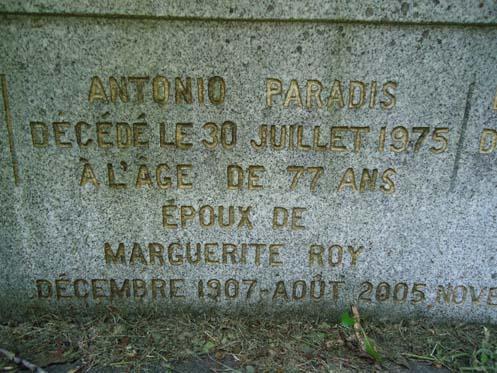 ANTONIO PARADIS
DÉCÉDÉ LE 30 JUILLET 1975
À L'ÂGE DE 77 ANS
ÉPOUX DE
MARGUERITE ROY
DÉCEMBRE 1907-AOÛT 2005